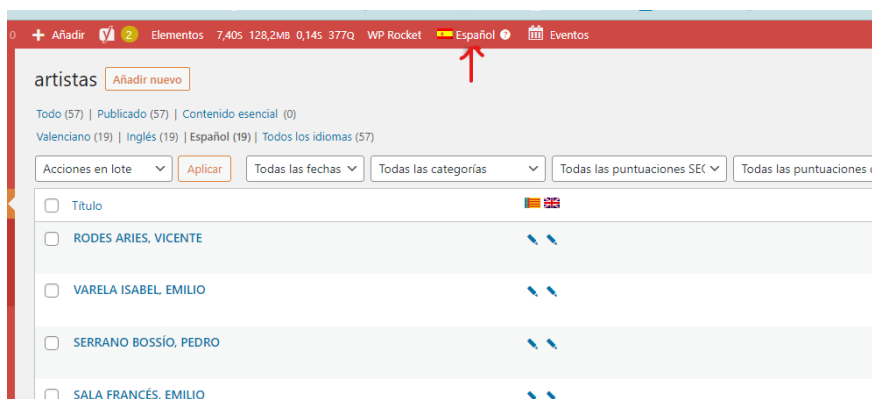 0 + Añadir 2 Elementos 7,40S 128,2MB 0,14S 377Q WP Rocket Español ? Eventos
artistas Añadir nuevo
Todo (57) | Publicado (57) | Contenido esencial (0)
Valenciano (19) | Inglés (19) | Español (19) | Todos los idiomas (57)
Acciones en lote Aplicar Todas las fechas Todas las categorías Todas las puntuaciones SE( Todas las puntuaciones
Título
RODES ARIES, VICENTE
VARELA ISABEL, EMILIO
SERRANO BOSSÍO, PEDRO
SALA FRANCÉS, EMILIO